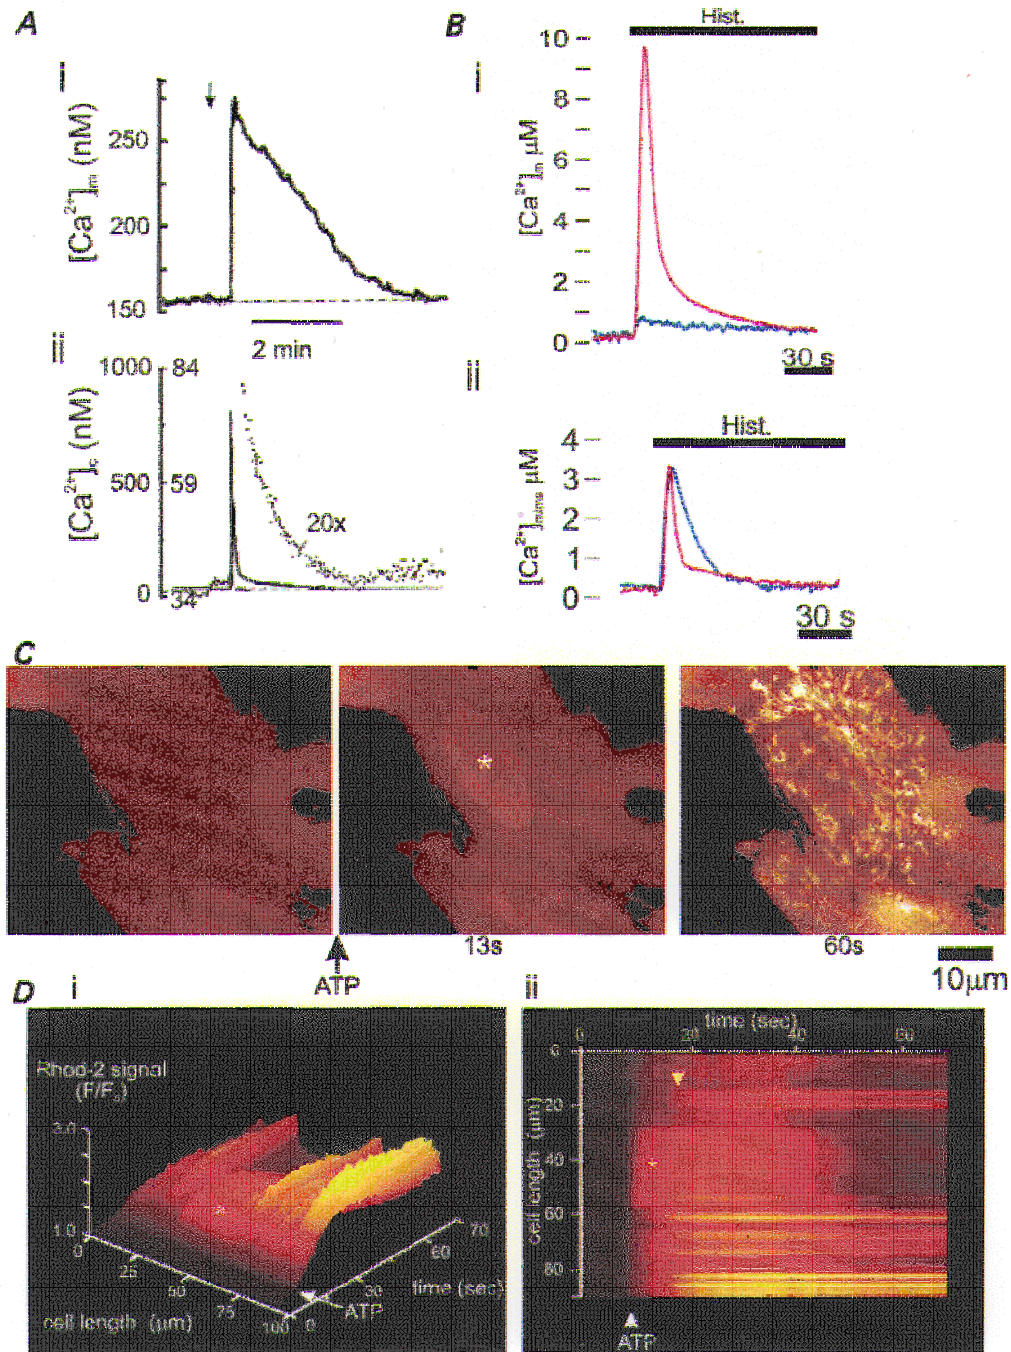 A
B
Hist.
i
i
[Ca²⁺]m (nM)
250
200
150
2 min
[Ca²⁺]m µM
10
8
6
4
2
0
30 s
ii
ii
[Ca²⁺]c (nM)
1000
500
0
84
59
34
20x
Hist.
[Ca²⁺]mims µM
4
3
2
1
0
30 s
C
*
13s
60s
ATP
10µm
D i
ii
Rhod-2 signal
(F/F₀)
3.0
1.0
0
25
50
75
100
cell length (µm)
0
30
60
70
time (sec)
*
ATP
time (sec)
0
20
40
60
0
20
40
60
80
cell length (µm)
ATP